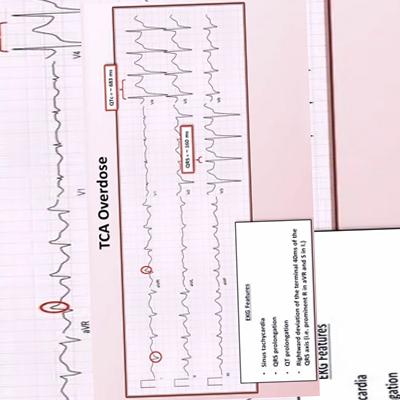 TCA Overdose
QTc = ~ 683 ms
QRS = ~ 160 ms
V4
V1
aVR
EKG Features
• Sinus tachycardia
• QRS prolongation
• QT prolongation
• Rightward deviation of the terminal 40ms of the
QRS axis (i.e. prominent R in aVR and S in I.)
EKG Features
cardia
gation